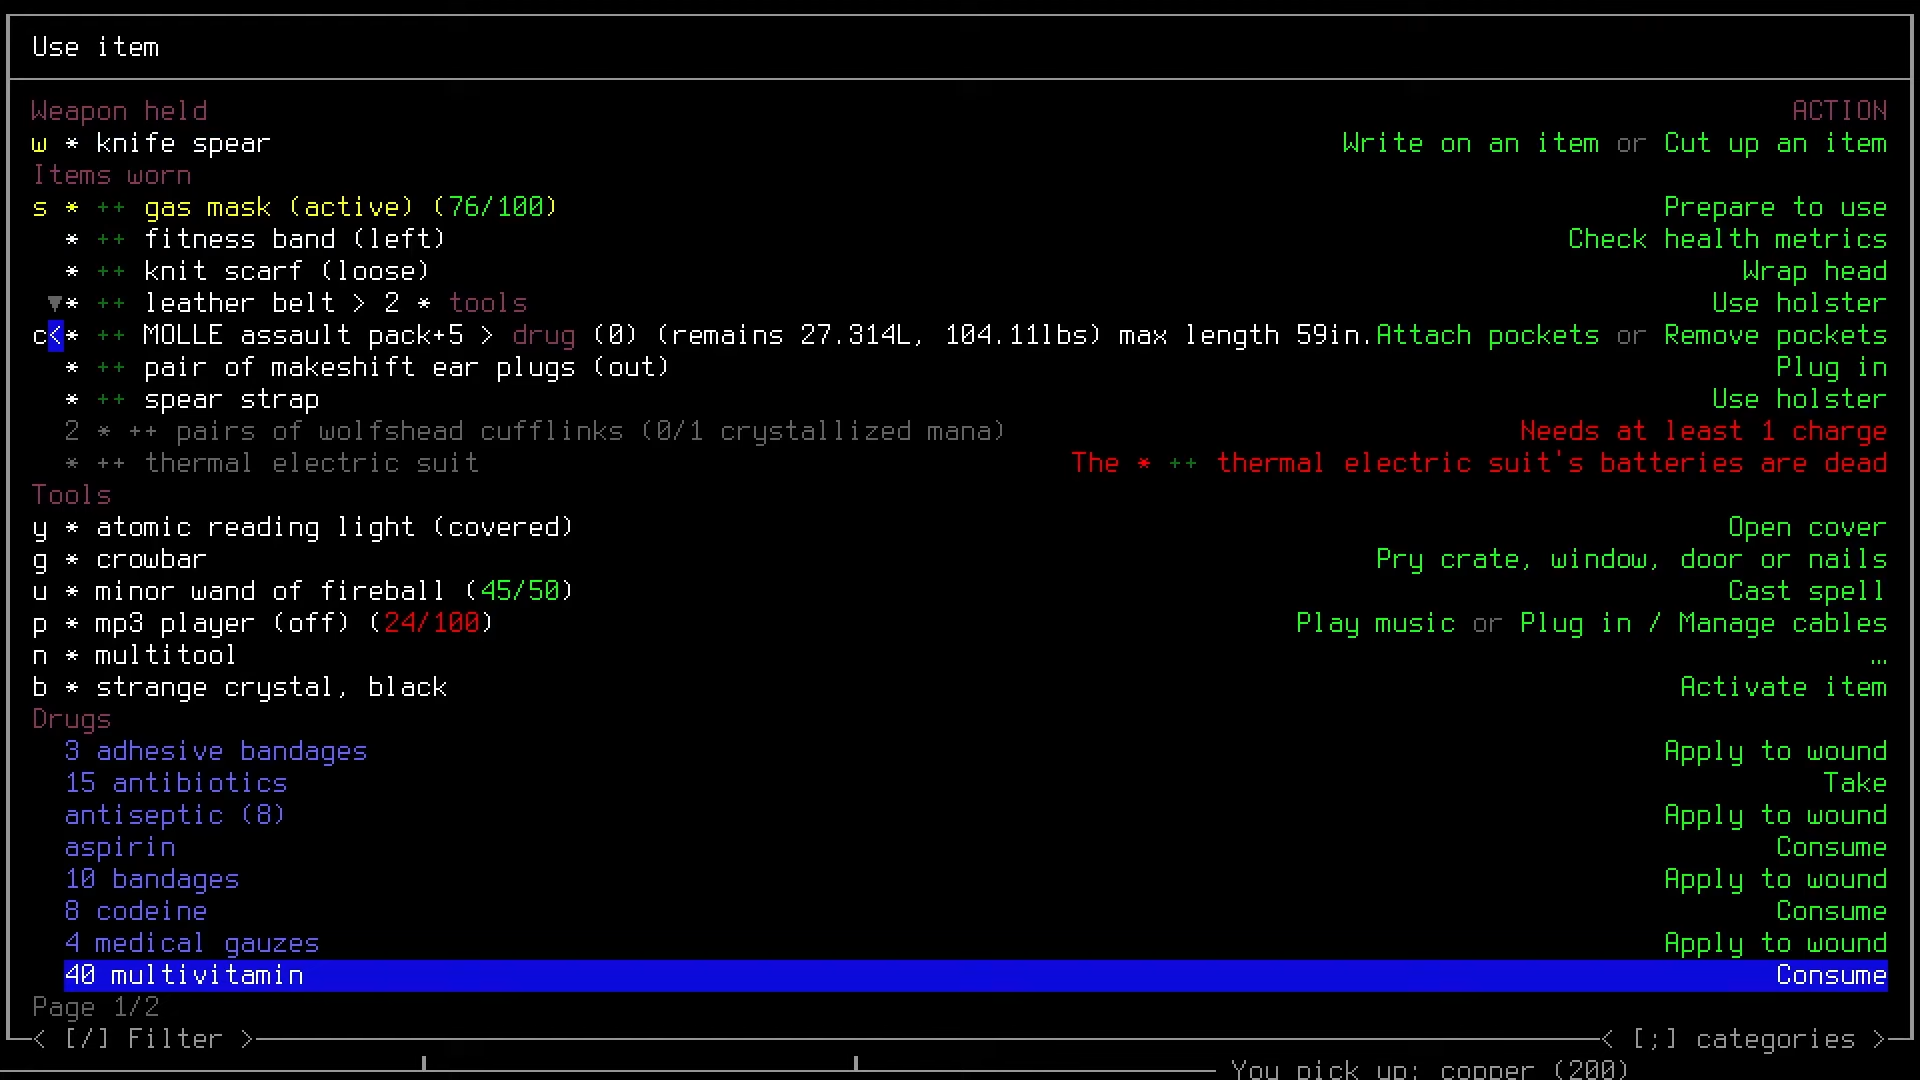 Use item
Weapon held ACTION
w * knife spear Write on an item or Cut up an item
Items worn
s * ++ gas mask (active) (76/100) Prepare to use
* ++ fitness band (left) Check health metrics
* ++ knit scarf (loose) Wrap head
▼* ++ leather belt > 2 * tools Use holster
c<* ++ MOLLE assault pack+5 > drug (0) (remains 27.314L, 104.11lbs) max length 59in.Attach pockets or Remove pockets
* ++ pair of makeshift ear plugs (out) Plug in
* ++ spear strap Use holster
2 * ++ pairs of wolfshead cufflinks (0/1 crystallized mana) Needs at least 1 charge
* ++ thermal electric suit The * ++ thermal electric suit's batteries are dead
Tools
y * atomic reading light (covered) Open cover
g * crowbar Pry crate, window, door or nails
u * minor wand of fireball (45/50) Cast spell
p * mp3 player (off) (24/100) Play music or Plug in / Manage cables
n * multitool …
b * strange crystal, black Activate item
Drugs
3 adhesive bandages Apply to wound
15 antibiotics Take
antiseptic (8) Apply to wound
aspirin Consume
10 bandages Apply to wound
8 codeine Consume
4 medical gauzes Apply to wound
40 multivitamin Consume
Page 1/2
< [/] Filter > < [;] categories >
You pick up: copper (200)